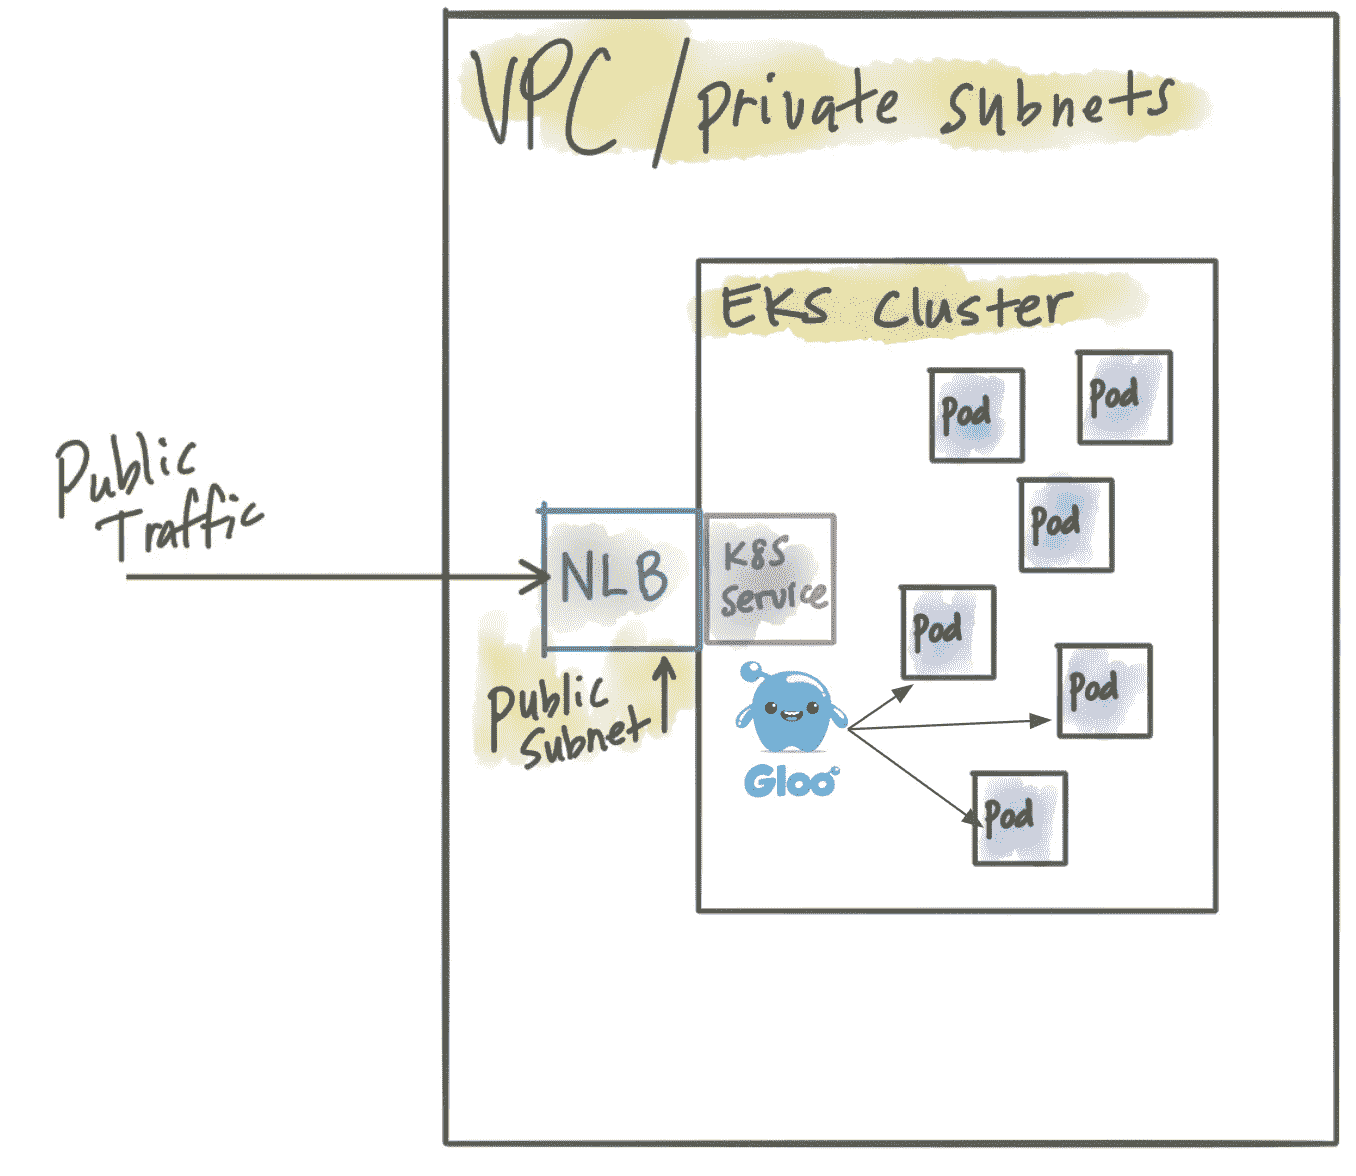 VPC / private subnets
EKS Cluster
Pod
Pod
Public
Traffic
Pod
NLB
K8S
Service
Pod
Pod
Public
Subnet
Gloo
Pod